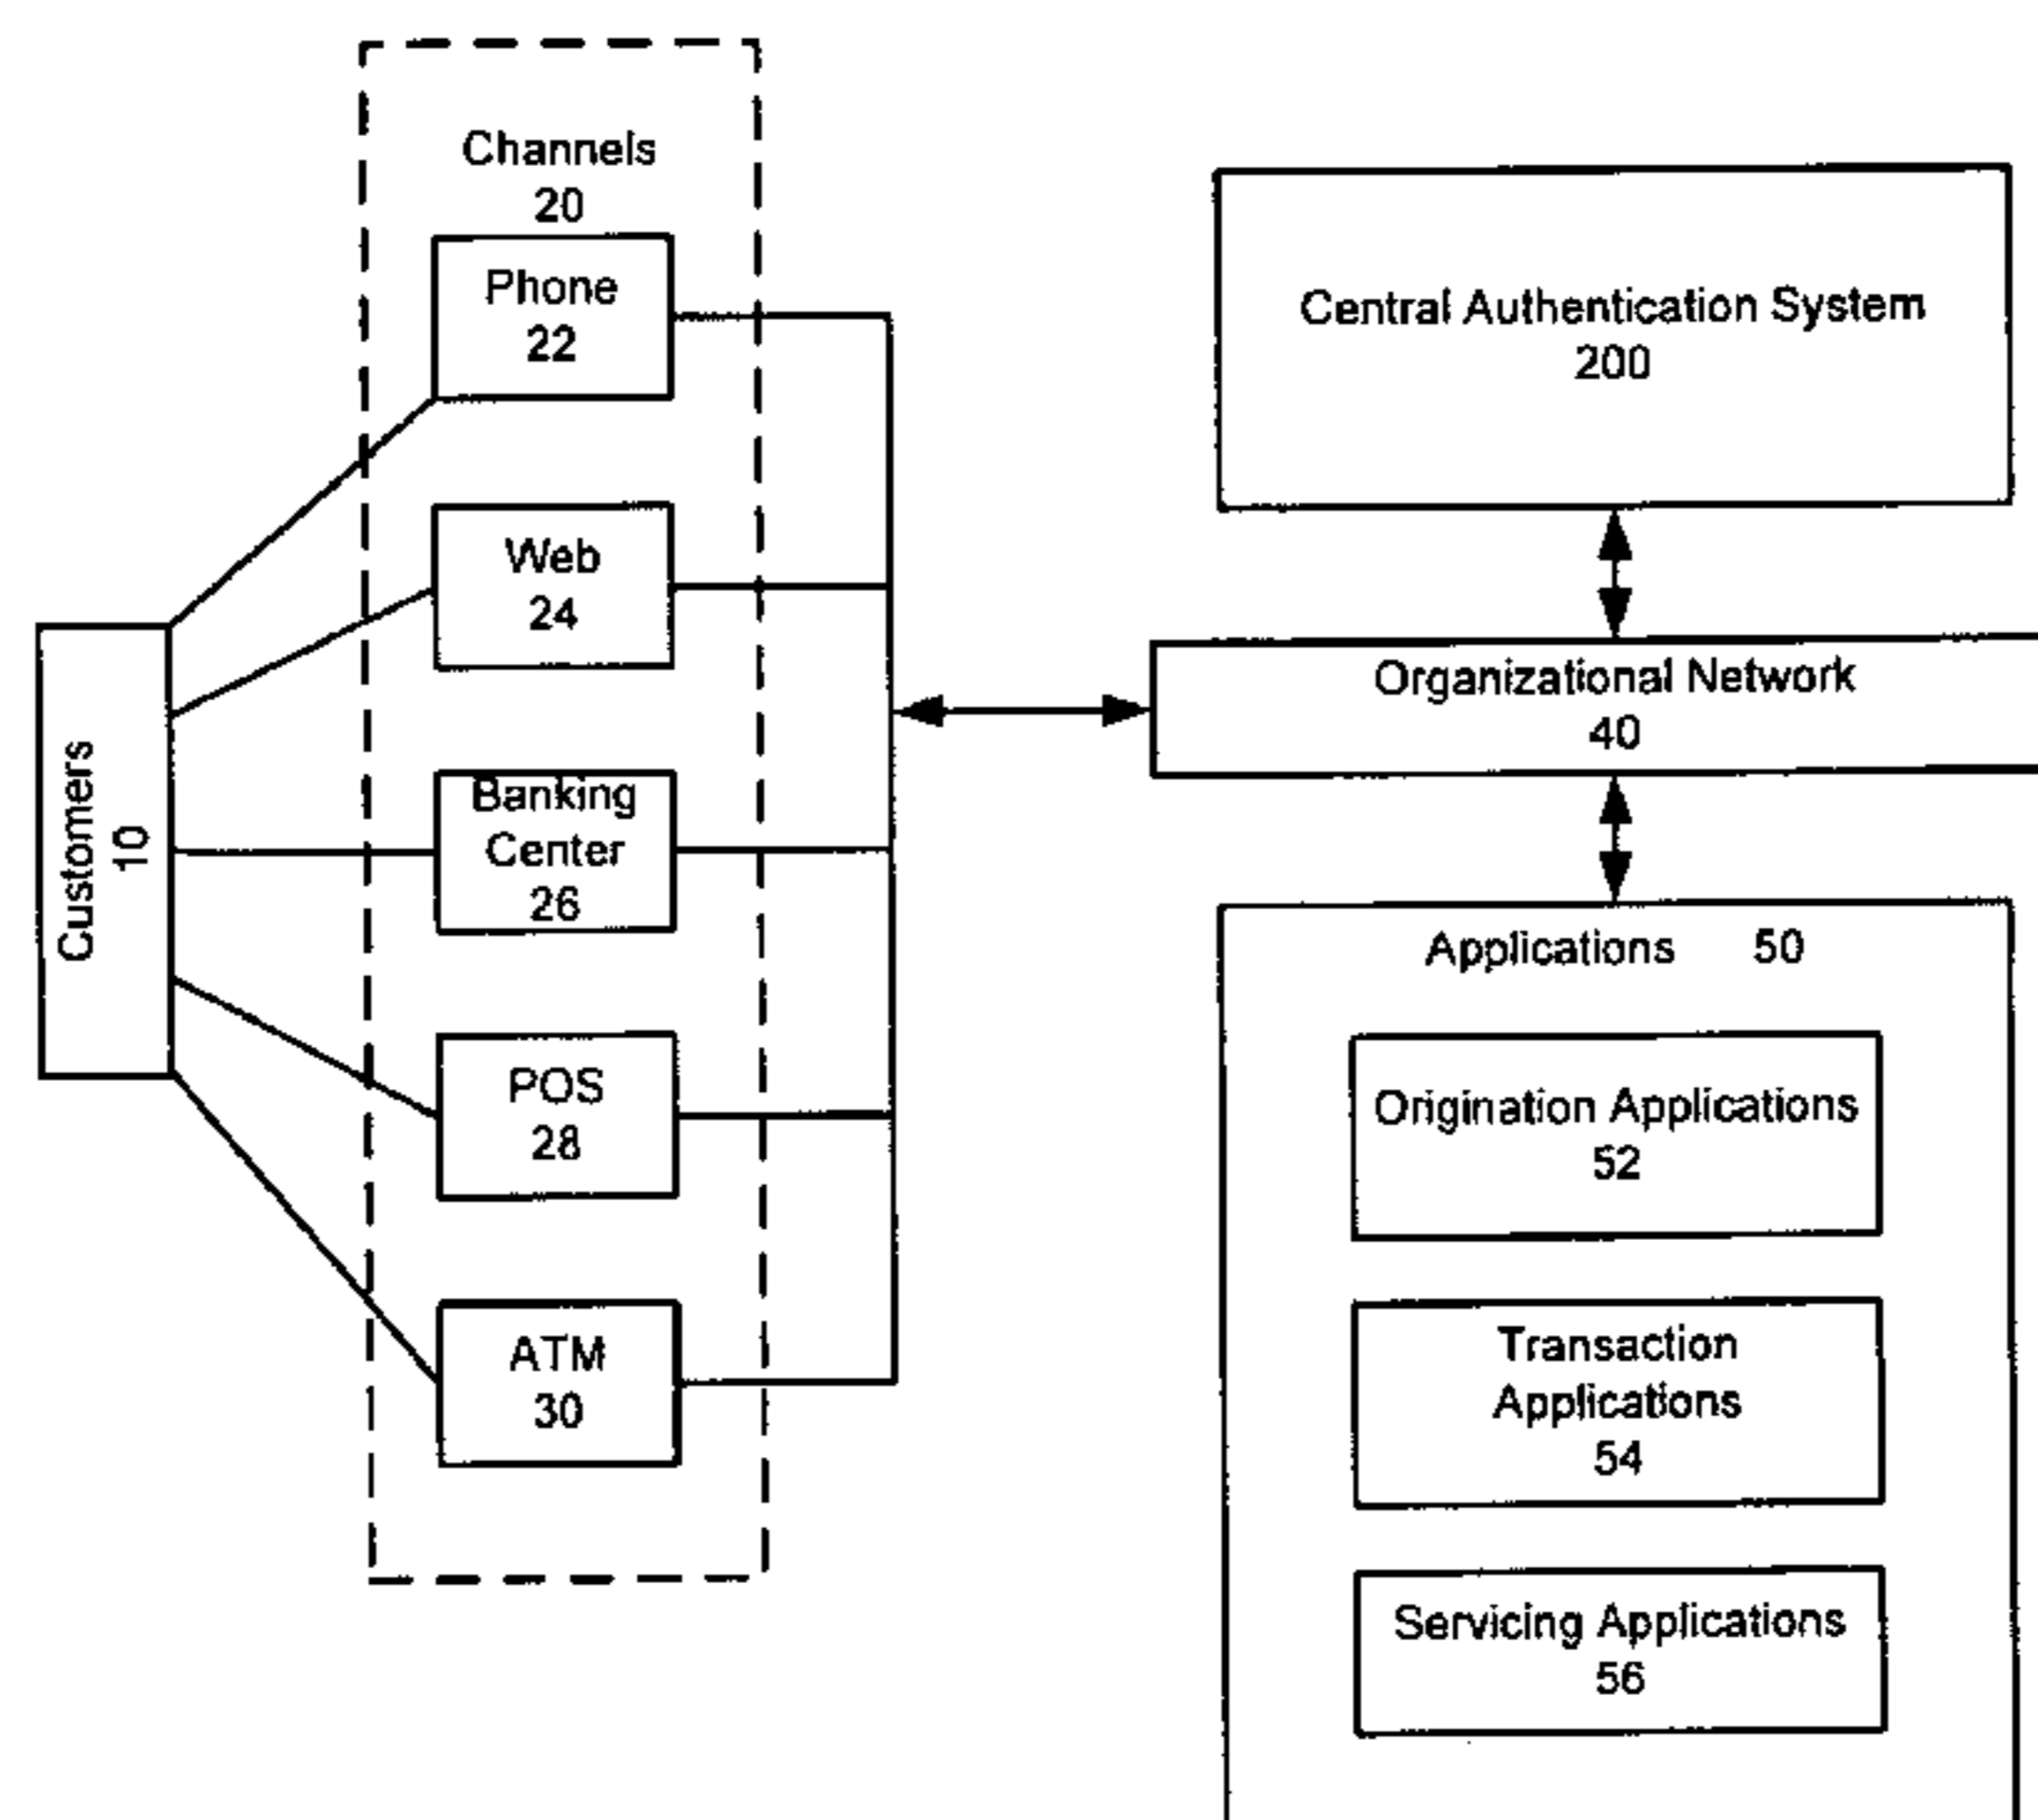 Channels
20
Phone
22
Web
24
Banking
Center
26
POS
28
ATM
30
Customers
10
Central Authentication System
200
Organizational Network
40
Applications 50
Origination Applications
52
Transaction
Applications
54
Servicing Applications
56